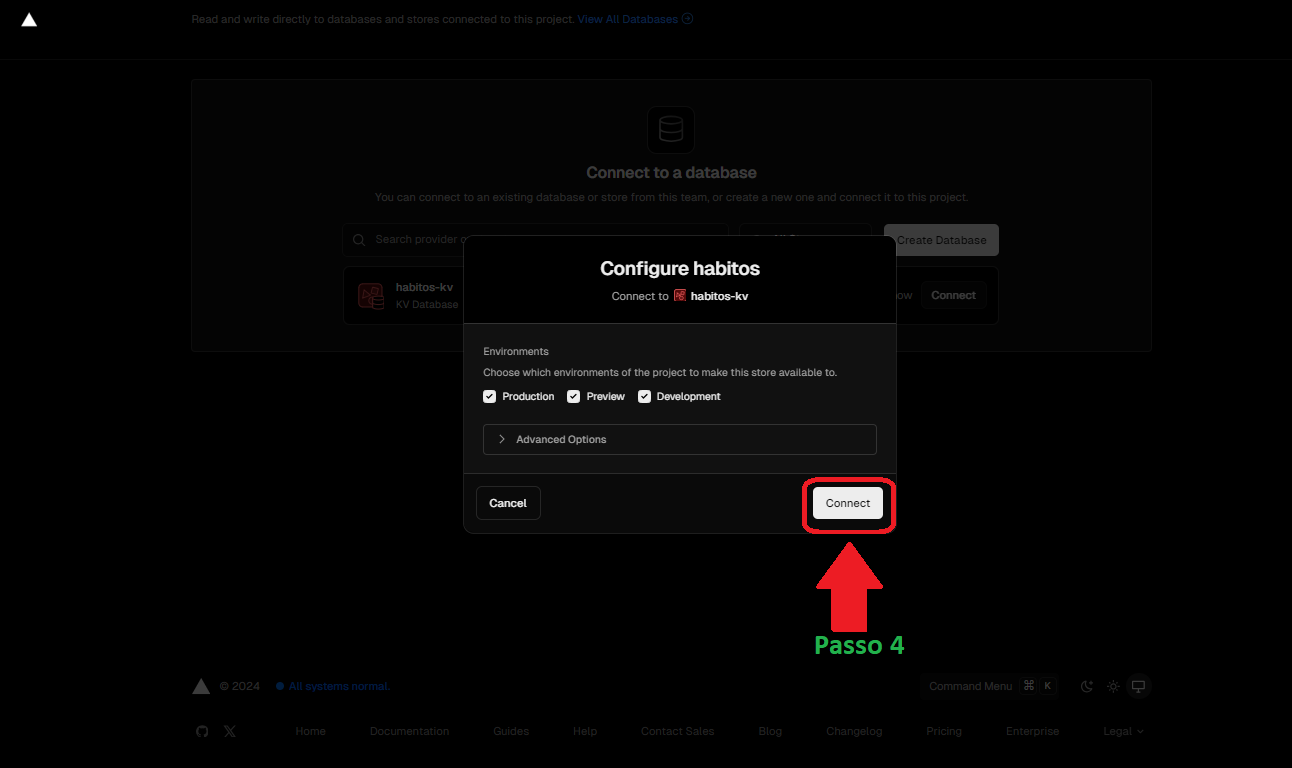 Read and write directly to databases and stores connected to this project. View All Databases
Connect to a database
You can connect to an existing database or store from this team, or create a new one and connect it to this project.
Search provider
Create Database
habitos-kv
KV Database
ow
Connect
Configure habitos
Connect to habitos-kv
Environments
Choose which environments of the project to make this store available to.
Production Preview Development
Advanced Options
Cancel
Connect
Passo 4
© 2024 All systems normal.
Command Menu ⌘ K
Home Documentation Guides Help Contact Sales Blog Changelog Pricing Enterprise Legal